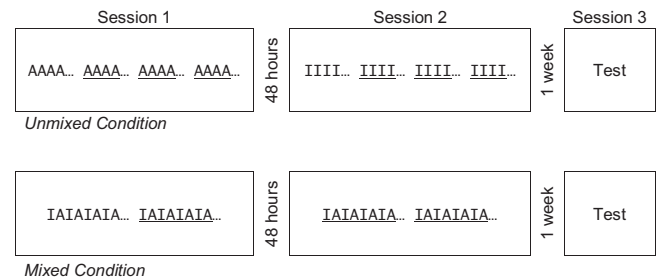 Session 1 Session 2 Session 3
AAAA… AAAA… AAAA… AAAA… 48 hours IIII… IIII… IIII… IIII… 1 week Test
Unmixed Condition
IAIAIAIA… IAIAIAIA… 48 hours IAIAIAIA… IAIAIAIA… 1 week Test
Mixed Condition